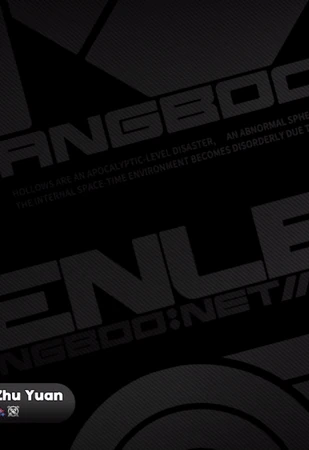 ANGBOO
HOLLOWS ARE AN APOCALYPTIC-LEVEL DISASTER, AN ABNORMAL SPHE
THE INTERNAL SPACE-TIME ENVIRONMENT BECOMES DISORDERLY DUE T
ENLE
NGBOO:NET//
Zhu Yuan